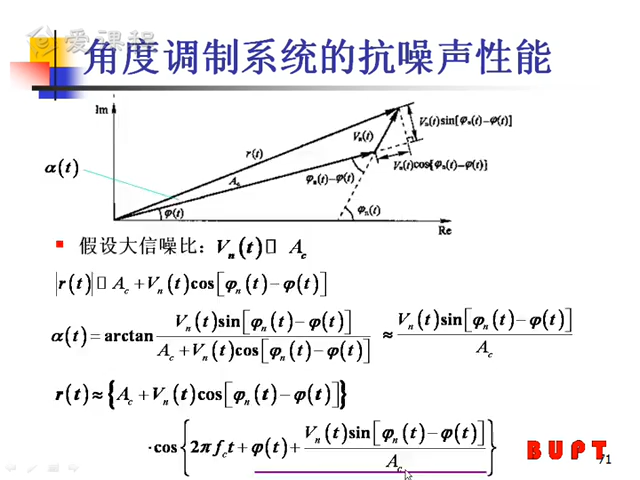 爱课程
角度调制系统的抗噪声性能
Im
V_n(t)sin[φ_n(t)−φ(t)]
V_n(t)
r(t)
α(t)
V_n(t)cos[φ_n(t)−φ(t)]
A_c
φ_n(t)−φ(t)
φ(t)
φ_n(t)
Re
假设大信噪比：V_n(t)□ A_c
|r(t)|□ A_c+V_n(t)cos[φ_n(t)−φ(t)]
α(t)=arctan V_n(t)sin[φ_n(t)−φ(t)] / A_c+V_n(t)cos[φ_n(t)−φ(t)] ≈ V_n(t)sin[φ_n(t)−φ(t)] / A_c
r(t)≈{A_c+V_n(t)cos[φ_n(t)−φ(t)]}
·cos{2πf_ct+φ(t)+ V_n(t)sin[φ_n(t)−φ(t)] / A_c}
BUPT
71